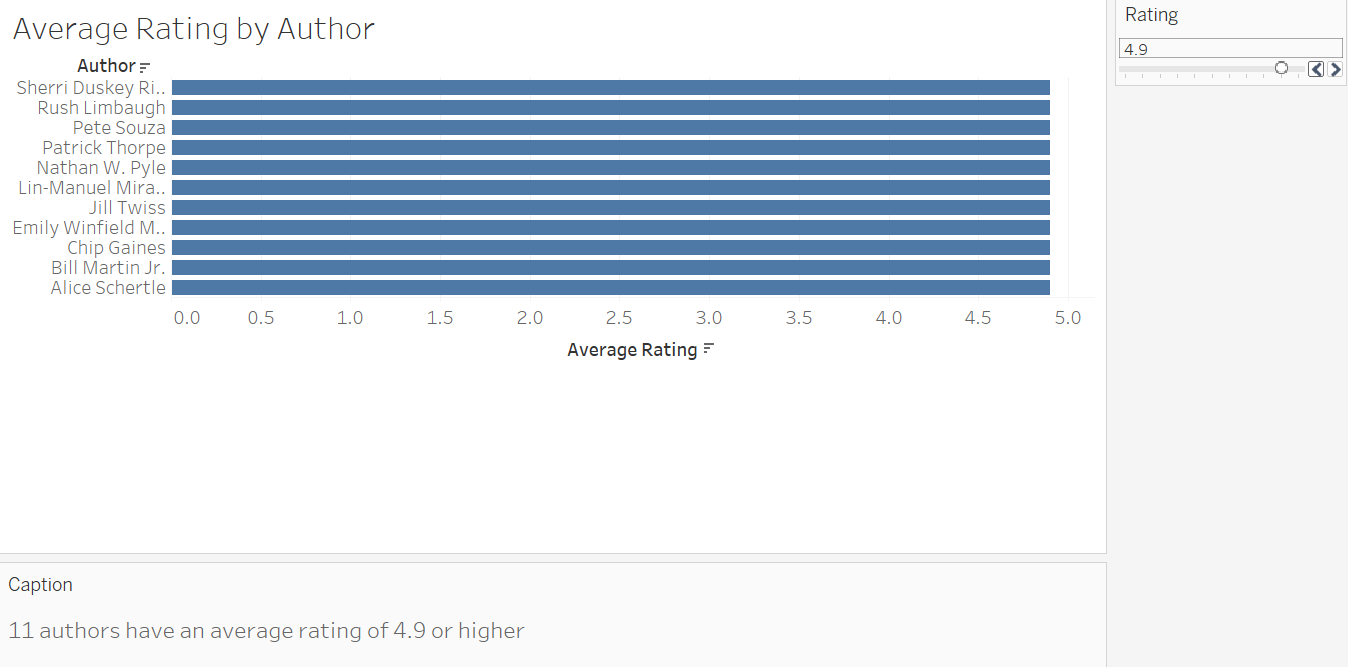 Average Rating by Author
Author
Sherri Duskey Ri..
Rush Limbaugh
Pete Souza
Patrick Thorpe
Nathan W. Pyle
Lin-Manuel Mira..
Jill Twiss
Emily Winfield M..
Chip Gaines
Bill Martin Jr.
Alice Schertle
0.0 0.5 1.0 1.5 2.0 2.5 3.0 3.5 4.0 4.5 5.0
Average Rating
Rating
4.9
Caption
11 authors have an average rating of 4.9 or higher